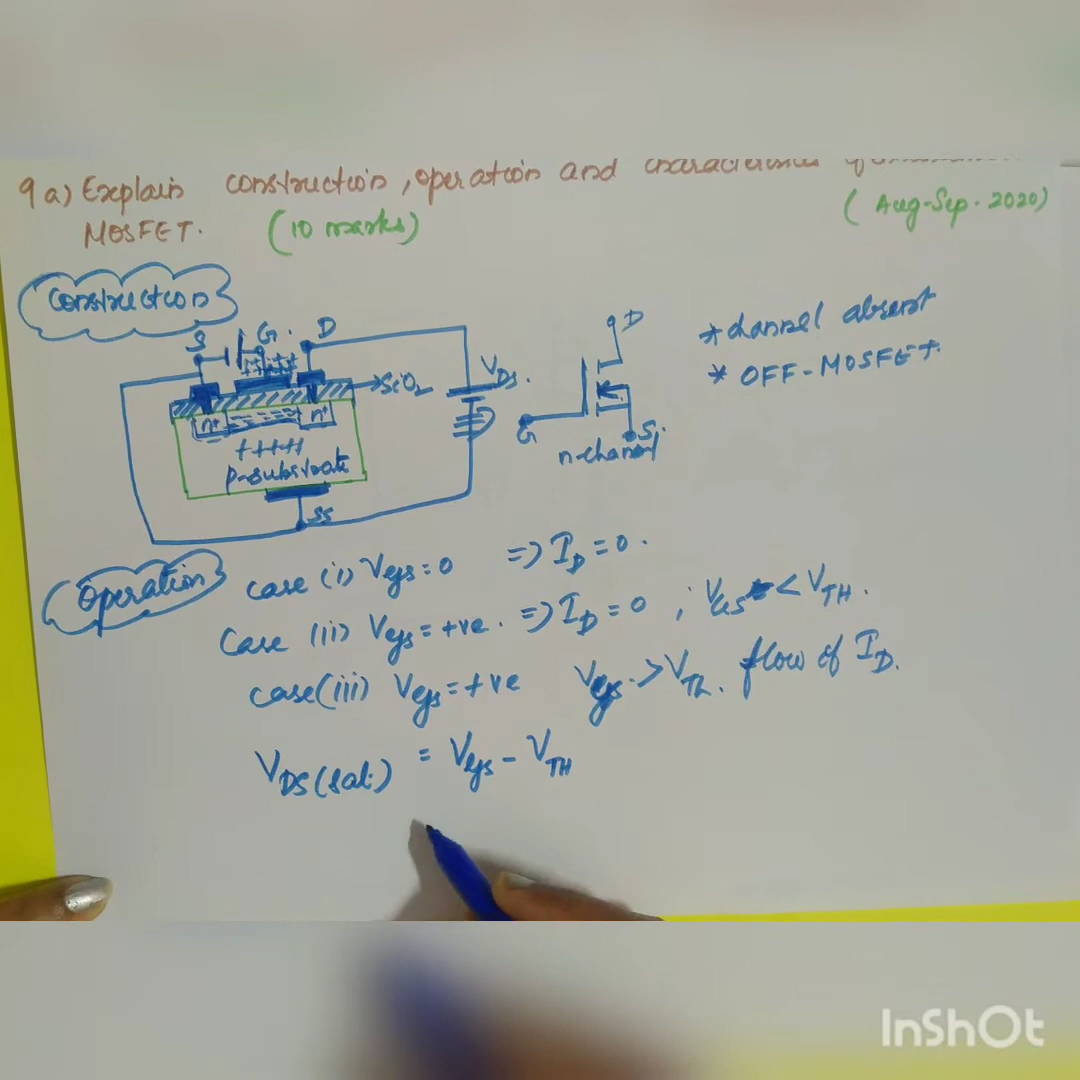 9a) Explain construction, operation and characteristics
MOSFET. (10 marks) (Aug-Sep. 2020)
Construction
S G. D
SiO2
VDS.
n+ n+
++++
p-substrate
SS
D
G
S.
n-channel
* channel absent
* OFF-MOSFET.
Operation
case (i) VGS = 0 => ID = 0.
Case (ii) VGS = +ve. => ID = 0 ; VGS < VTH.
case (iii) VGS = +ve VGS > VTh. flow of ID.
VDS(sat.) = VGS - VTH
InShOt